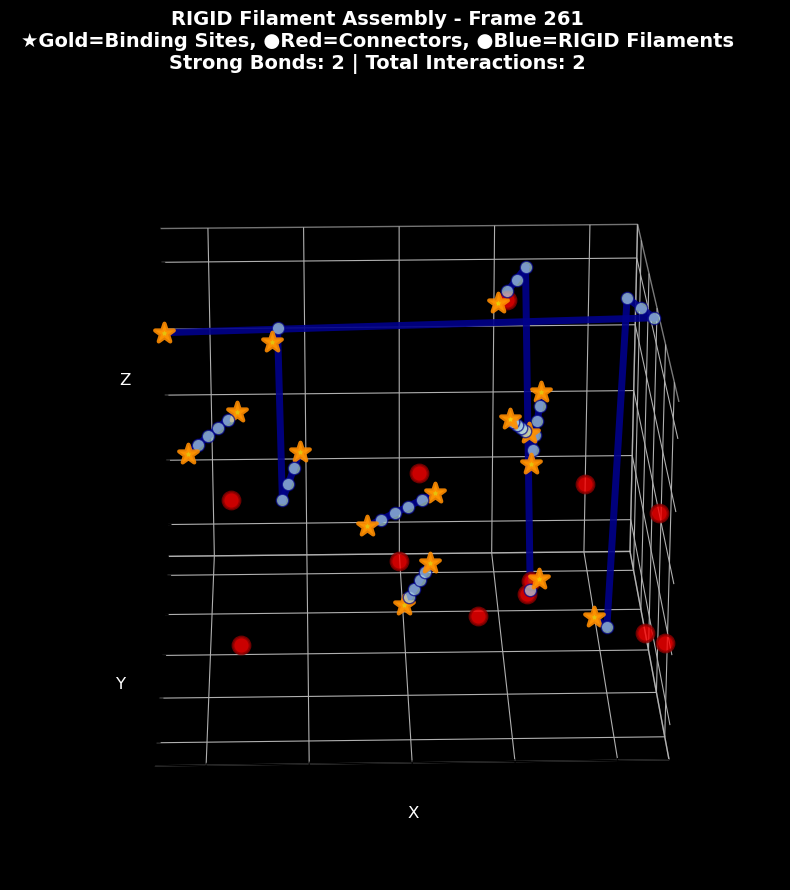 RIGID Filament Assembly - Frame 261
★Gold=Binding Sites, ●Red=Connectors, ●Blue=RIGID Filaments
Strong Bonds: 2 | Total Interactions: 2
Z
Y
X